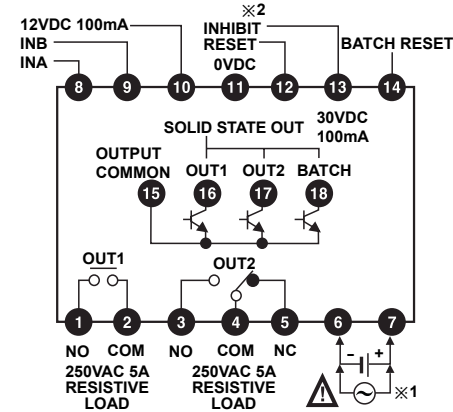 ※2
12VDC 100mA INHIBIT
INB RESET BATCH RESET
INA 0VDC
8 9 10 11 12 13 14
SOLID STATE OUT 30VDC
100mA
OUTPUT
COMMON OUT1 OUT2 BATCH
15 16 17 18
OUT1 OUT2
1 2 3 4 5 6 7
NO COM NO COM NC - +
250VAC 5A 250VAC 5A
RESISTIVE RESISTIVE ! ※1
LOAD LOAD